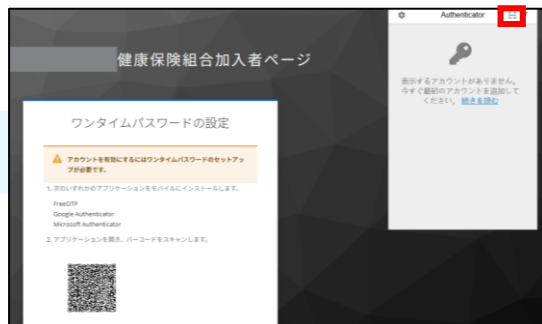 健康保険組合加入者ページ
ワンタイムパスワードの設定
アカウントを有効にするにはワンタイムパスワードのセットアッ
プが必要です。
1. 次のいずれかのアプリケーションをモバイルにインストールします。
FreeOTP
Google Authenticator
Microsoft Authenticator
2. アプリケーションを開き、バーコードをスキャンします。
Authenticator
表示するアカウントがありません。
今すぐ最初のアカウントを追加して
ください。 続きを読む